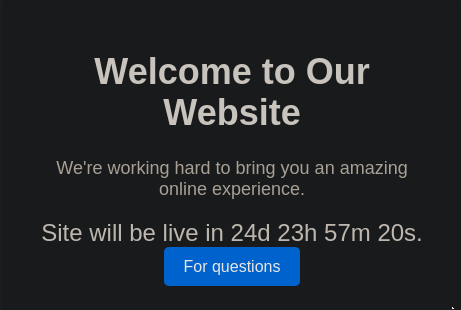 Welcome to Our
Website
We're working hard to bring you an amazing
online experience.
Site will be live in 24d 23h 57m 20s.
For questions